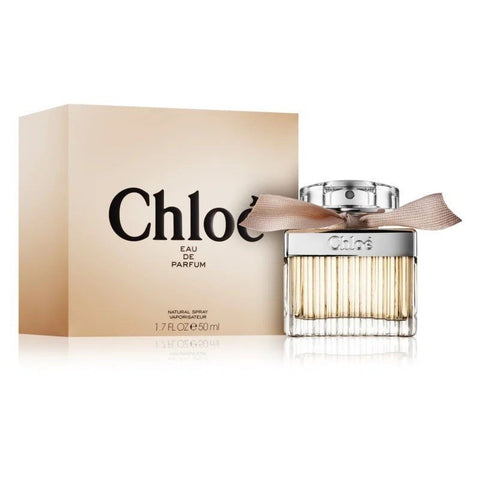 Chloé
EAU
DE
PARFUM
NATURAL SPRAY
VAPORISATEUR
1.7 FL OZ ℮ 50 ml
Chloé